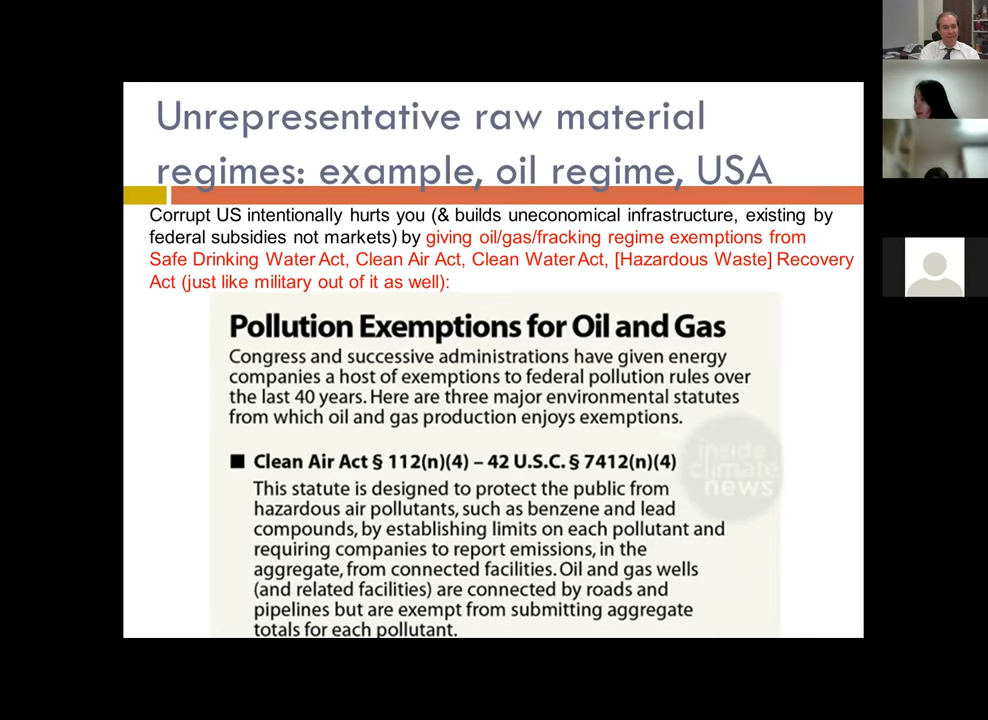 Unrepresentative raw material
regimes: example, oil regime, USA
Corrupt US intentionally hurts you (& builds uneconomical infrastructure, existing by
federal subsidies not markets) by giving oil/gas/fracking regime exemptions from
Safe Drinking Water Act, Clean Air Act, Clean Water Act, [Hazardous Waste] Recovery
Act (just like military out of it as well):
Pollution Exemptions for Oil and Gas
Congress and successive administrations have given energy
companies a host of exemptions to federal pollution rules over
the last 40 years. Here are three major environmental statutes
from which oil and gas production enjoys exemptions.
■ Clean Air Act § 112(n)(4) – 42 U.S.C. § 7412(n)(4)
This statute is designed to protect the public from
hazardous air pollutants, such as benzene and lead
compounds, by establishing limits on each pollutant and
requiring companies to report emissions, in the
aggregate, from connected facilities. Oil and gas wells
(and related facilities) are connected by roads and
pipelines but are exempt from submitting aggregate
totals for each pollutant.
inside
climate
news